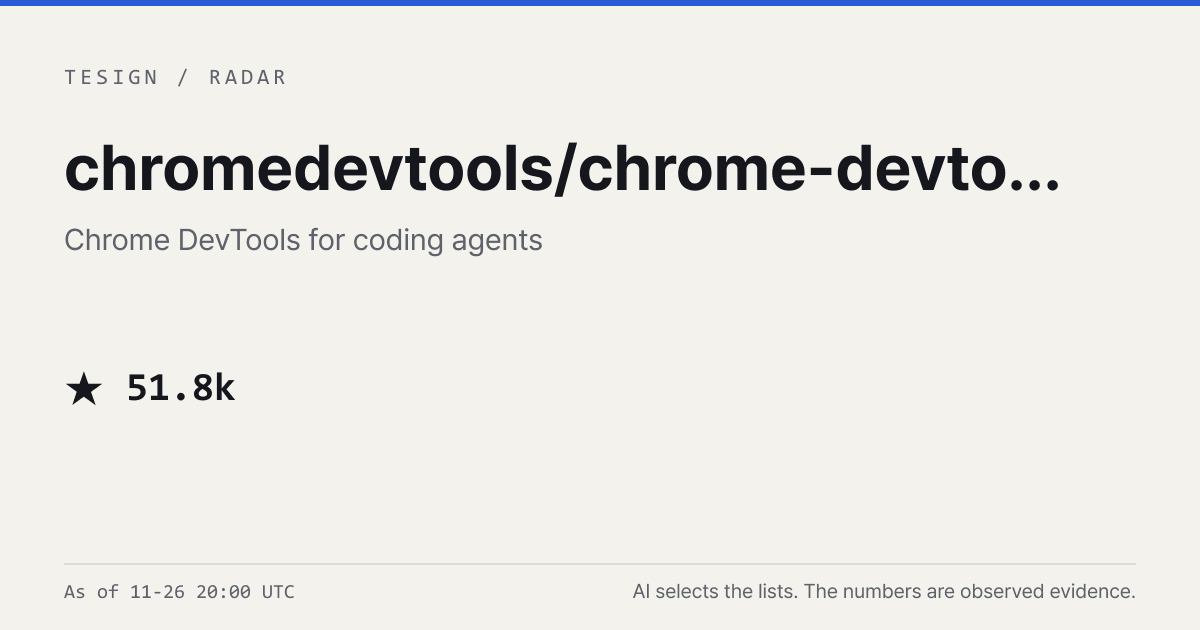 TESIGN / RADAR
chromedevtools/chrome-devto...
Chrome DevTools for coding agents
★ 51.8k
As of 11-26 20:00 UTC
AI selects the lists. The numbers are observed evidence.